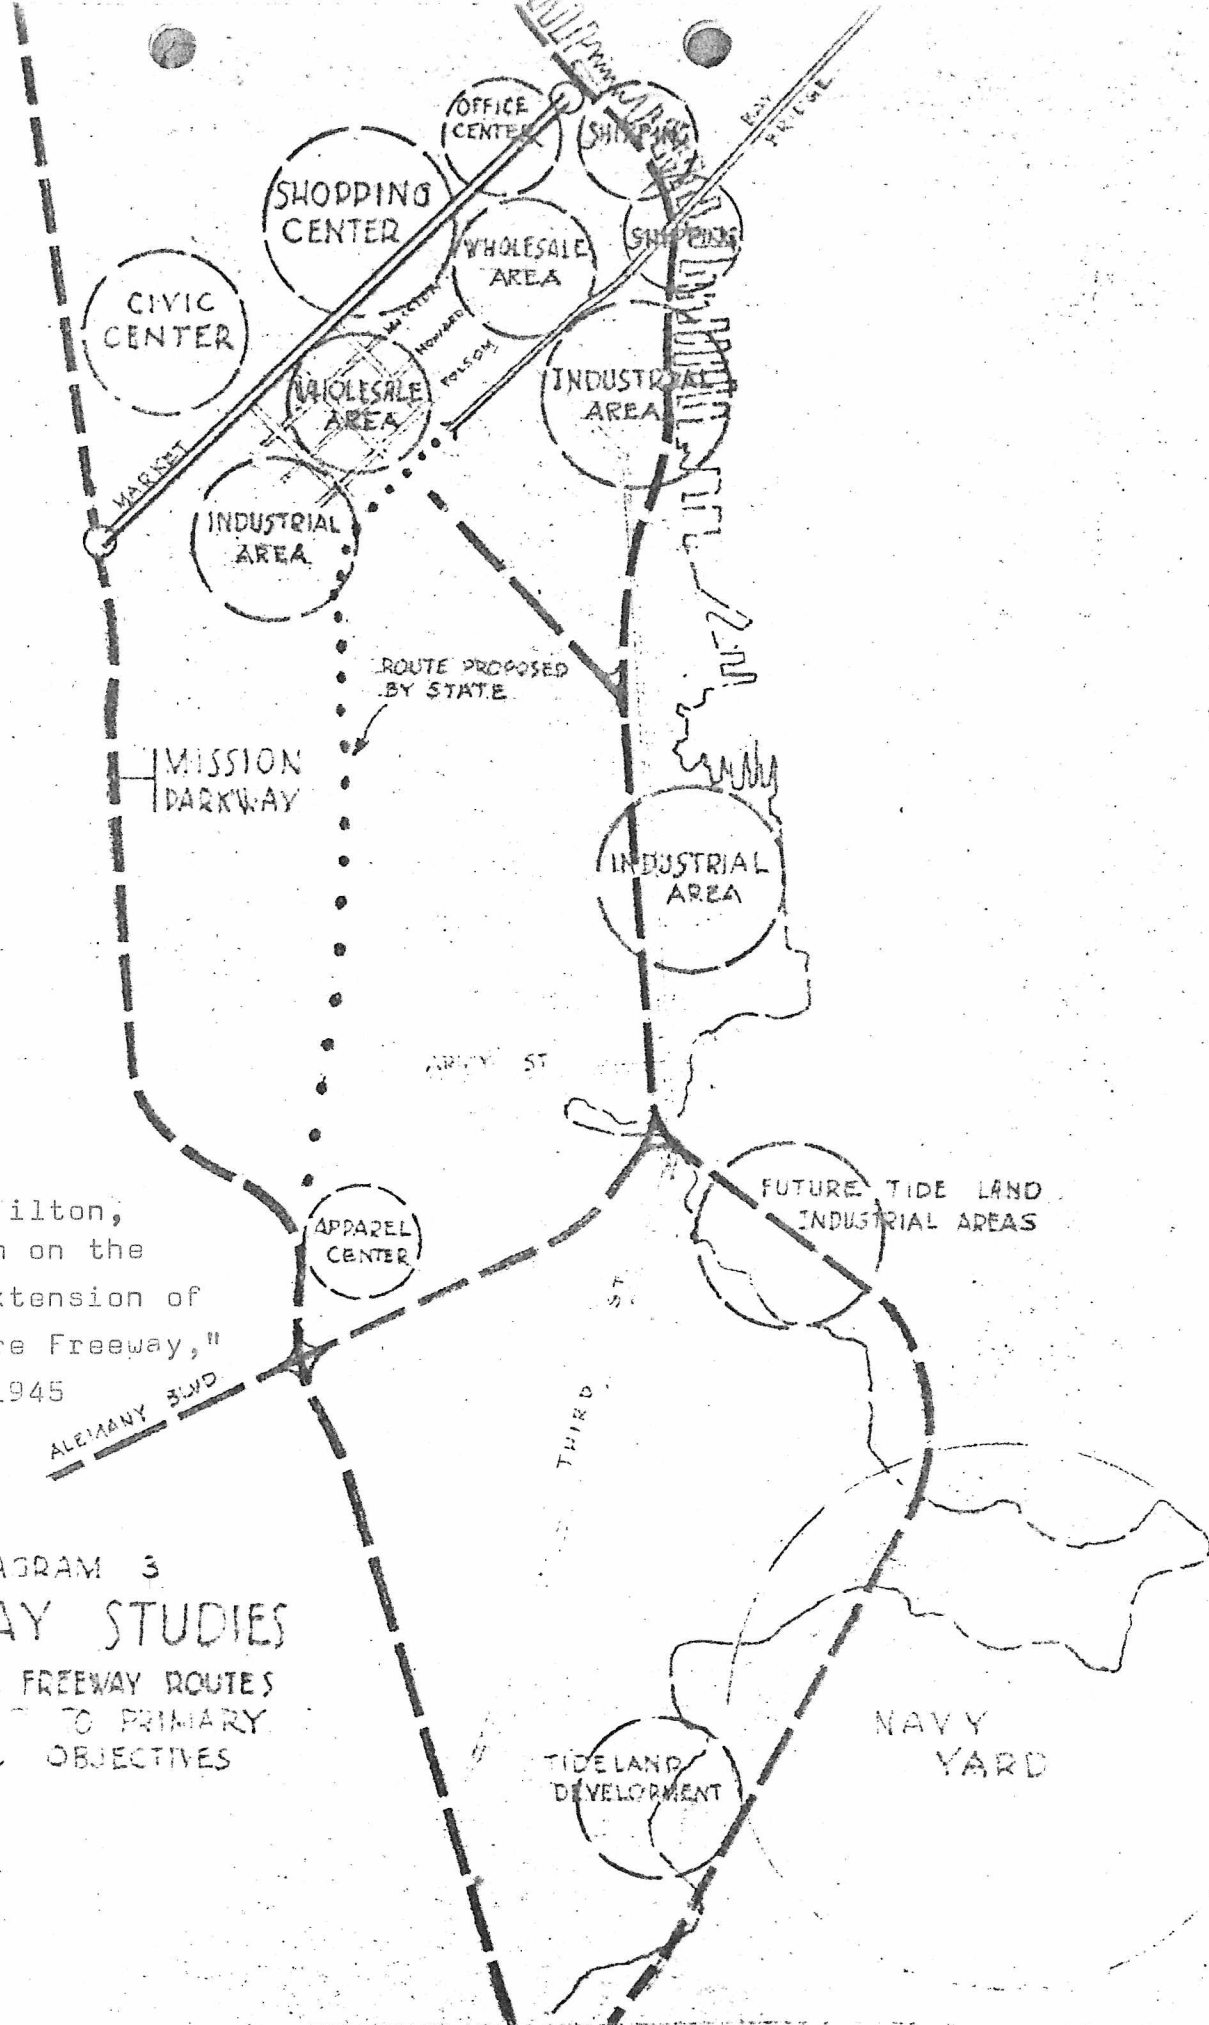 OFFICE
CENTER
SHIPPING
BAY
BRIDGE
SHOPPING
CENTER
WHOLESALE
AREA
SHIPPING
CIVIC
CENTER
MISSION
HOWARD
FOLSOM
WHOLESALE
AREA
INDUSTRIAL
AREA
MARKET
INDUSTRIAL
AREA
ROUTE PROPOSED
BY STATE
MISSION
PARKWAY
INDUSTRIAL
AREA
ARMY ST
FUTURE TIDE LAND
INDUSTRIAL AREAS
APPAREL
CENTER
ilton,
n on the
xtension of
re Freeway,"
1945
ALEMANY BLVD
THIRD ST
AGRAM 3
AY STUDIES
FREEWAY ROUTES
TO PRIMARY
OBJECTIVES
TIDELAND
DEVELOPMENT
NAVY
YARD